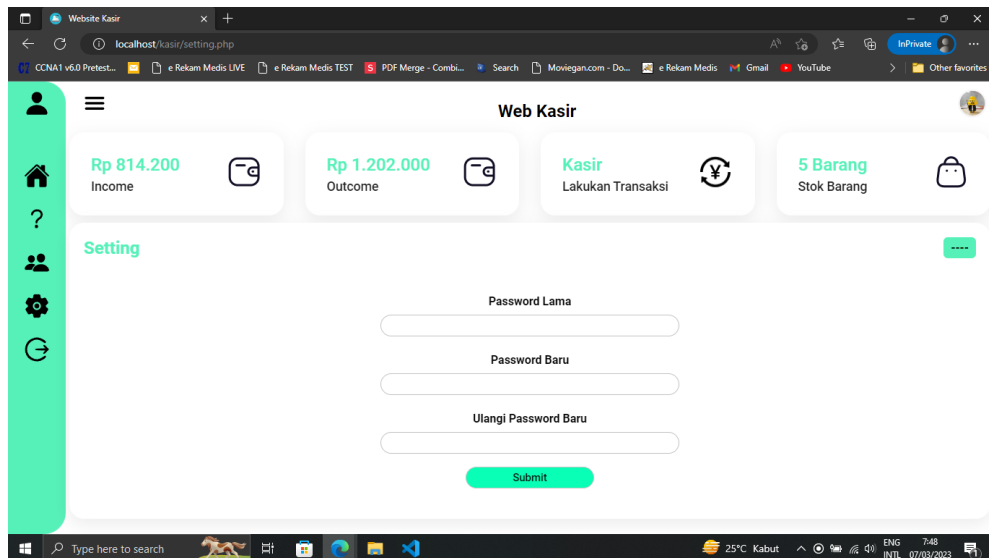 Website Kasir
localhost/kasir/setting.php
InPrivate
CCNA1 v6.0 Pretest...
e Rekam Medis LIVE
e Rekam Medis TEST
S PDF Merge - Combi...
Search
Moviegan.com - Do...
e Rekam Medis
Gmail
YouTube
Other favorites
Web Kasir
Rp 814.200
Income
Rp 1.202.000
Outcome
Kasir
Lakukan Transaksi
5 Barang
Stok Barang
Setting
----
Password Lama
Password Baru
Ulangi Password Baru
Submit
Type here to search
25°C Kabut
ENG
INTL
7:48
07/03/2023